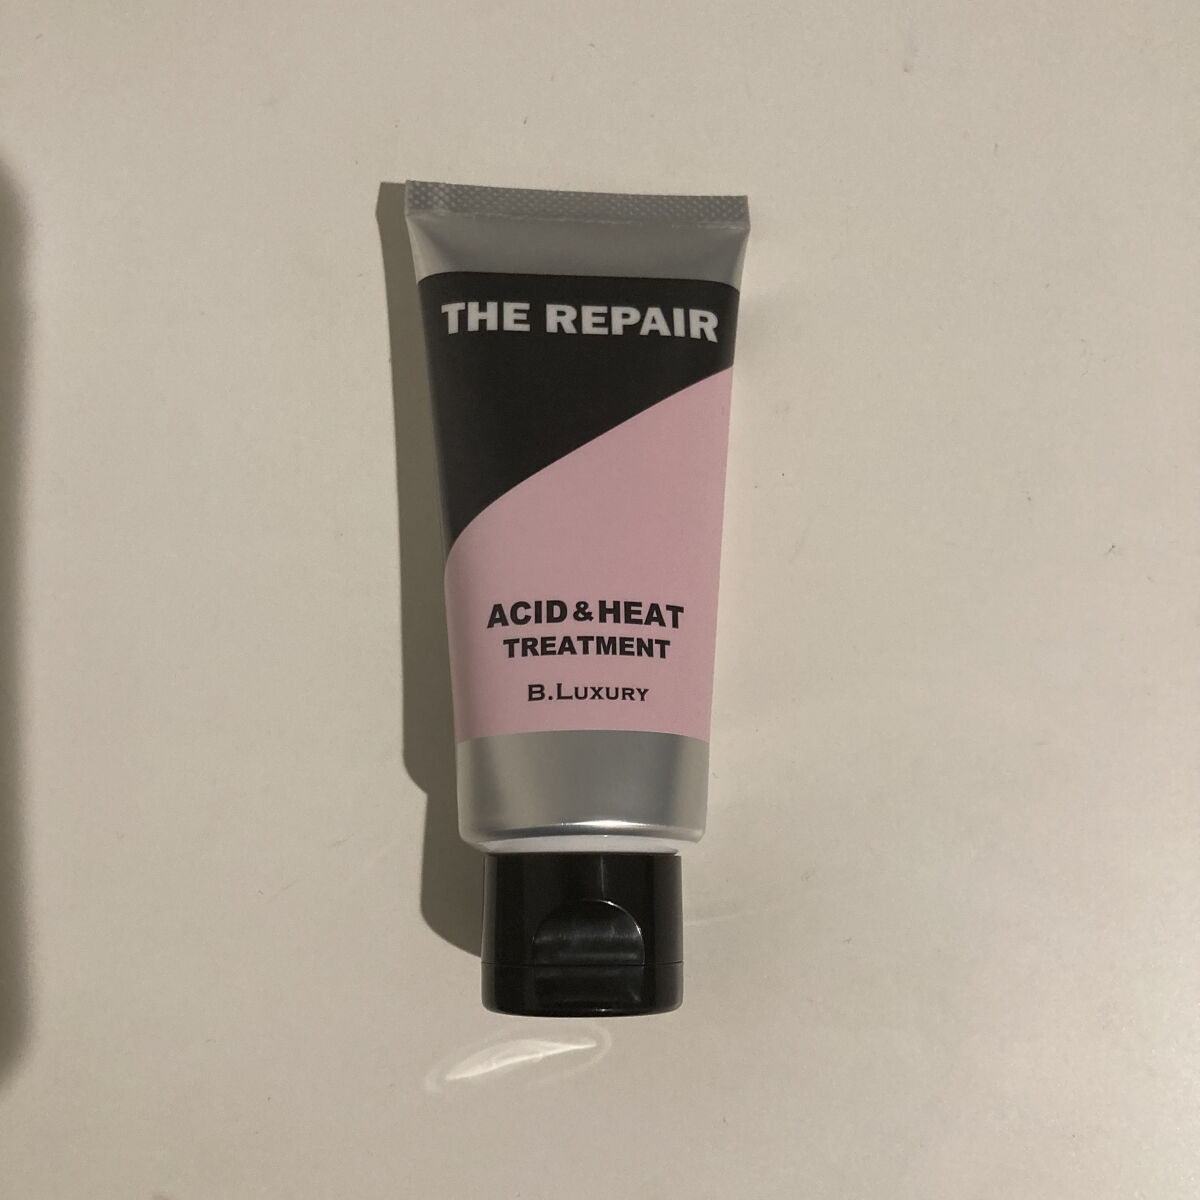 THE REPAIR
ACID & HEAT
TREATMENT
B.LUXURY